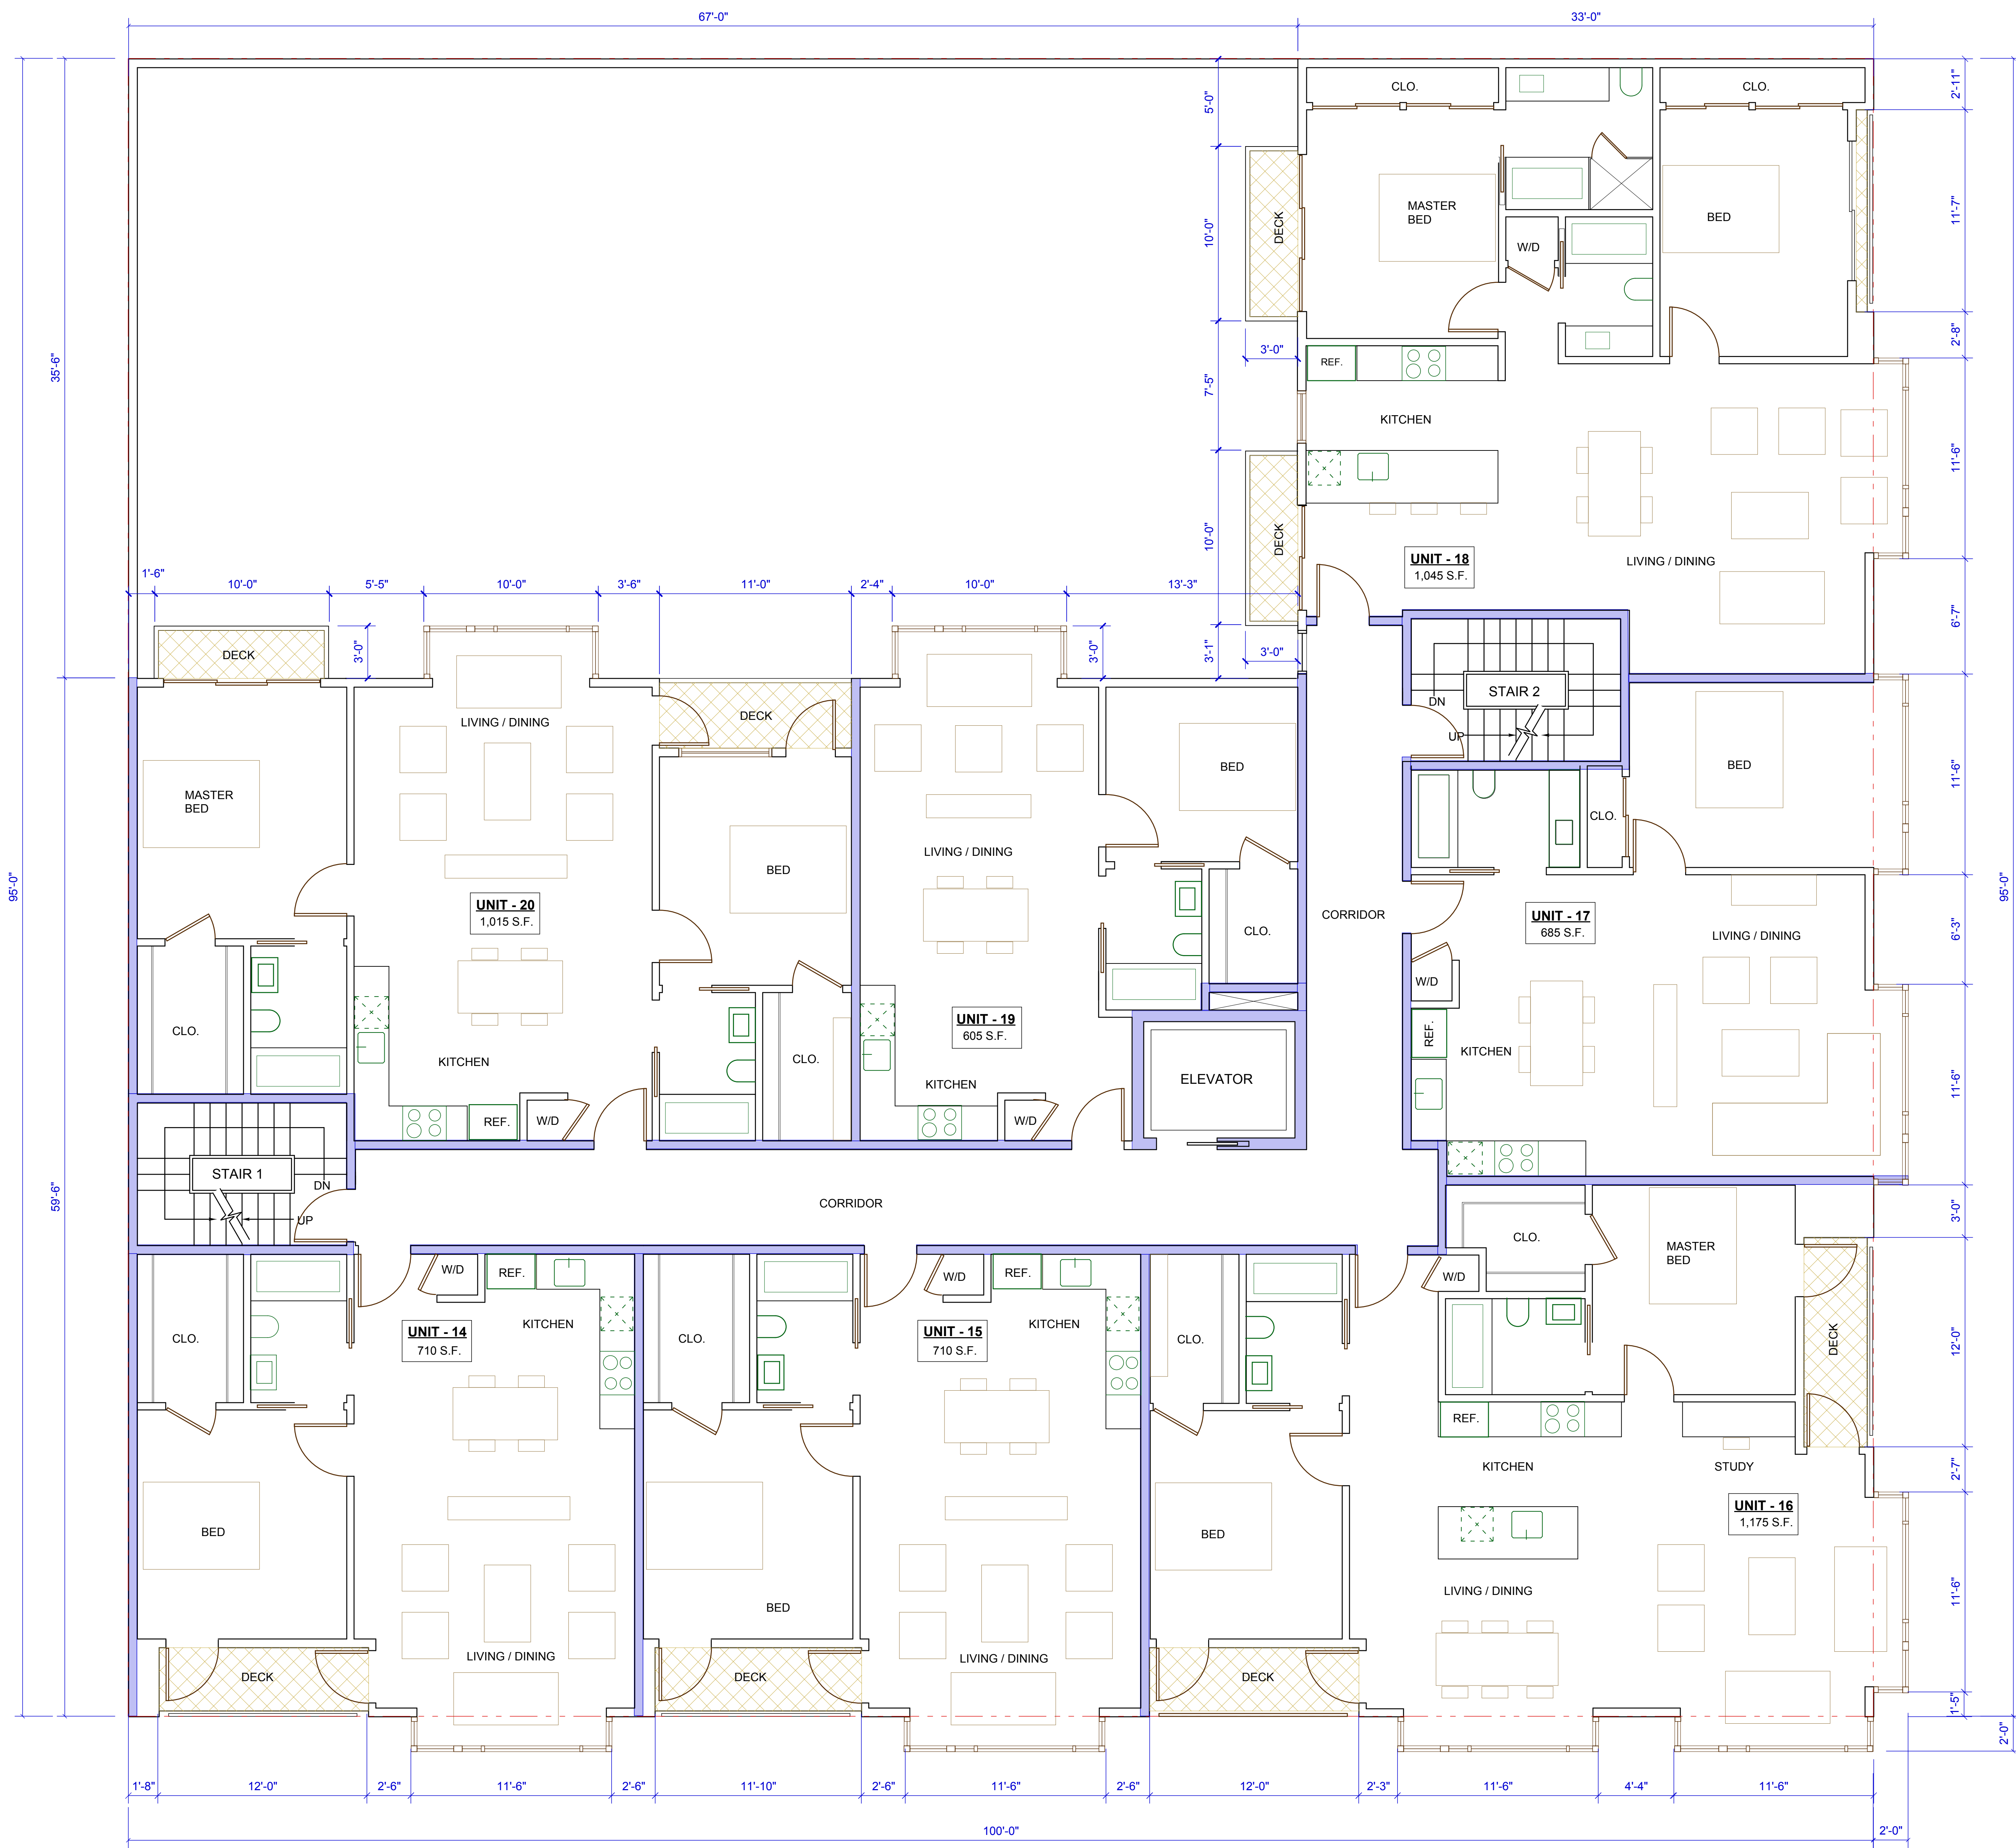 67'-0"
33'-0"
CLO.
CLO.
2'-11"
5'-0"
MASTER
BED
BED
11'-7"
DECK
10'-0"
W/D
2'-8"
3'-0"
REF.
35'-6"
7'-5"
KITCHEN
11'-6"
DECK
10'-0"
UNIT - 18
1,045 S.F.
LIVING / DINING
1'-6"
10'-0"
5'-5"
10'-0"
3'-6"
11'-0"
2'-4"
10'-0"
13'-3"
6'-7"
DECK
3'-0"
3'-0"
3'-1"
3'-0"
STAIR 2
DN
UP
LIVING / DINING
DECK
BED
BED
11'-6"
MASTER
BED
CLO.
LIVING / DINING
BED
95'-0"
95'-0"
UNIT - 20
1,015 S.F.
CORRIDOR
UNIT - 17
685 S.F.
LIVING / DINING
6'-3"
CLO.
W/D
CLO.
UNIT - 19
605 S.F.
REF.
KITCHEN
KITCHEN
CLO.
KITCHEN
ELEVATOR
11'-6"
REF.
W/D
W/D
59'-6"
STAIR 1
DN
UP
CORRIDOR
3'-0"
CLO.
MASTER
BED
W/D
REF.
W/D
REF.
W/D
CLO.
UNIT - 14
710 S.F.
KITCHEN
CLO.
UNIT - 15
710 S.F.
KITCHEN
CLO.
DECK
12'-0"
REF.
KITCHEN
STUDY
2'-7"
UNIT - 16
1,175 S.F.
BED
BED
LIVING / DINING
11'-6"
BED
LIVING / DINING
LIVING / DINING
DECK
DECK
DECK
1'-5"
2'-0"
1'-8"
12'-0"
2'-6"
11'-6"
2'-6"
11'-10"
2'-6"
11'-6"
2'-6"
12'-0"
2'-3"
11'-6"
4'-4"
11'-6"
100'-0"
2'-0"